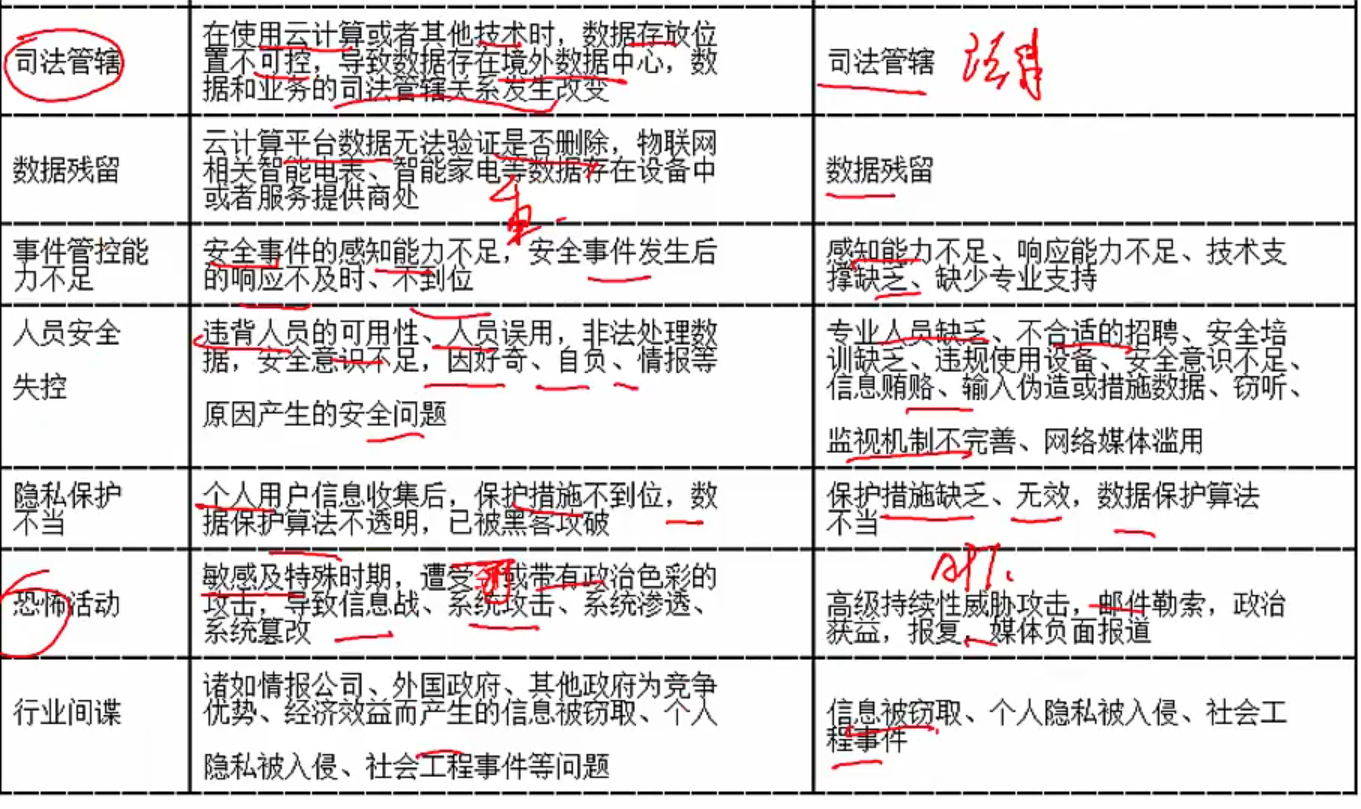 司法管辖
在使用云计算或者其他技术时，数据存放位
置不可控，导致数据存在境外数据中心，数
据和业务的司法管辖关系发生改变
司法管辖
数据残留
云计算平台数据无法验证是否删除，物联网
相关智能电表、智能家电等数据存在设备中
或者服务提供商处
数据残留
事件管控能
力不足
安全事件的感知能力不足，安全事件发生后
的响应不及时、不到位
感知能力不足、响应能力不足、技术支
撑缺乏、缺少专业支持
人员安全
失控
违背人员的可用性、人员误用，非法处理数
据，安全意识不足，因好奇、自负、情报等
原因产生的安全问题
专业人员缺乏、不合适的招聘、安全培
训缺乏、违规使用设备、安全意识不足、
信息贿赂、输入伪造或措施数据、窃听、
监视机制不完善、网络媒体滥用
隐私保护
不当
个人用户信息收集后，保护措施不到位，数
据保护算法不透明，已被黑客攻破
保护措施缺乏、无效，数据保护算法
不当
恐怖活动
敏感及特殊时期，遭受 或带有政治色彩的
攻击，导致信息战、系统攻击、系统渗透、
系统篡改
APT.
高级持续性威胁攻击，邮件勒索，政治
获益，报复、媒体负面报道
行业间谍
诸如情报公司、外国政府、其他政府为竞争
优势、经济效益而产生的信息被窃取、个人
隐私被入侵、社会工程事件等问题
信息被窃取、个人隐私被入侵、社会工
程事件